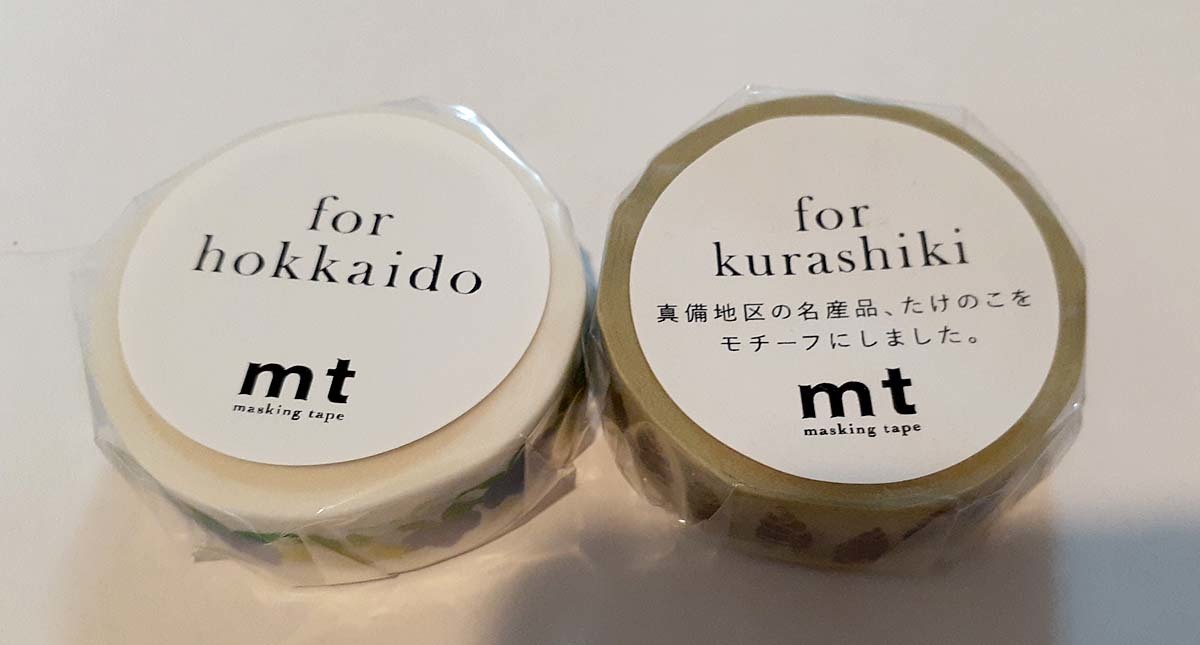 for
hokkaido
mt
masking tape
for
kurashiki
真備地区の名産品、たけのこを
モチーフにしました。
mt
masking tape